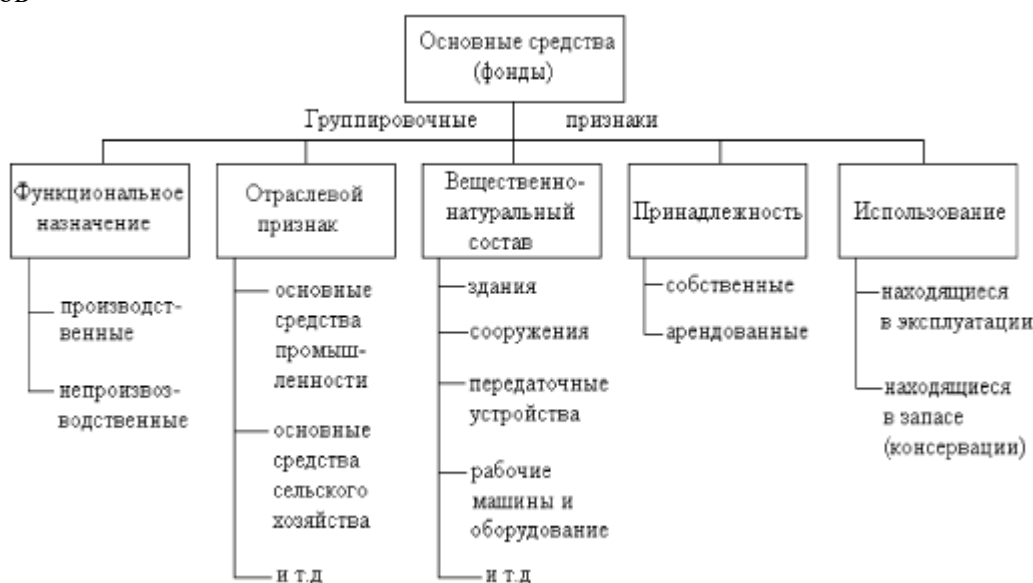 ов
Основные средства
(фонды)
Группировочные признаки
Функциональное
назначение
производст-
венные
непроизвоз-
водственные
Отраслевой
признак
основные
средства
промыш-
ленности
основные
средства
сельского
хозяйства
и т.д
Вещественно-
натуральный
состав
здания
сооружения
передаточные
устройства
рабочие
машины и
оборудование
и т.д
Принадлежность
собственные
арендованные
Использование
находящиеся
в эксплуатации
находящиеся
в запасе
(консервации)